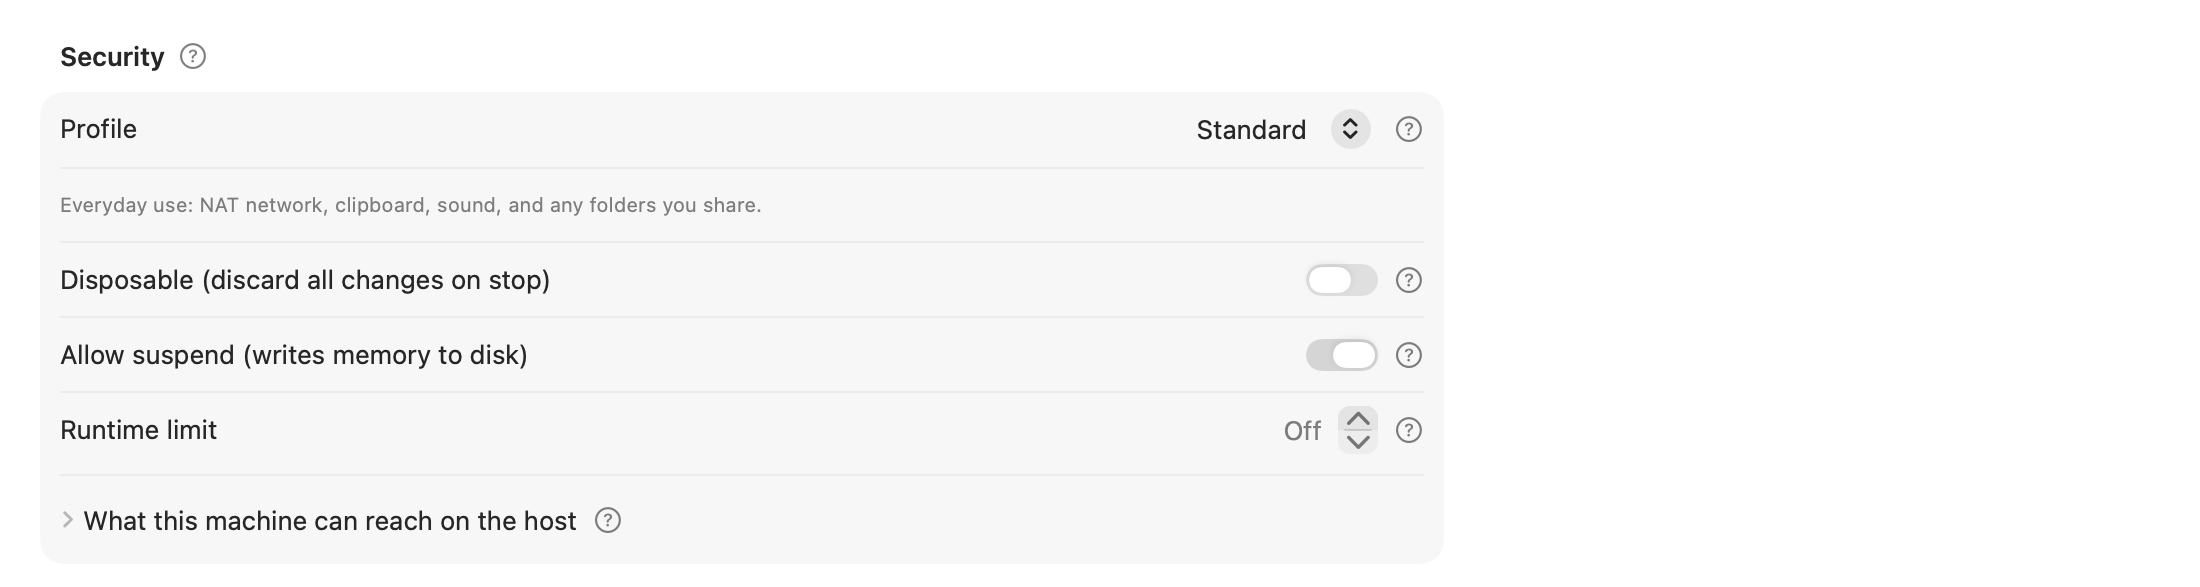 Security
Profile
Standard
Everyday use: NAT network, clipboard, sound, and any folders you share.
Disposable (discard all changes on stop)
Allow suspend (writes memory to disk)
Runtime limit
Off
What this machine can reach on the host